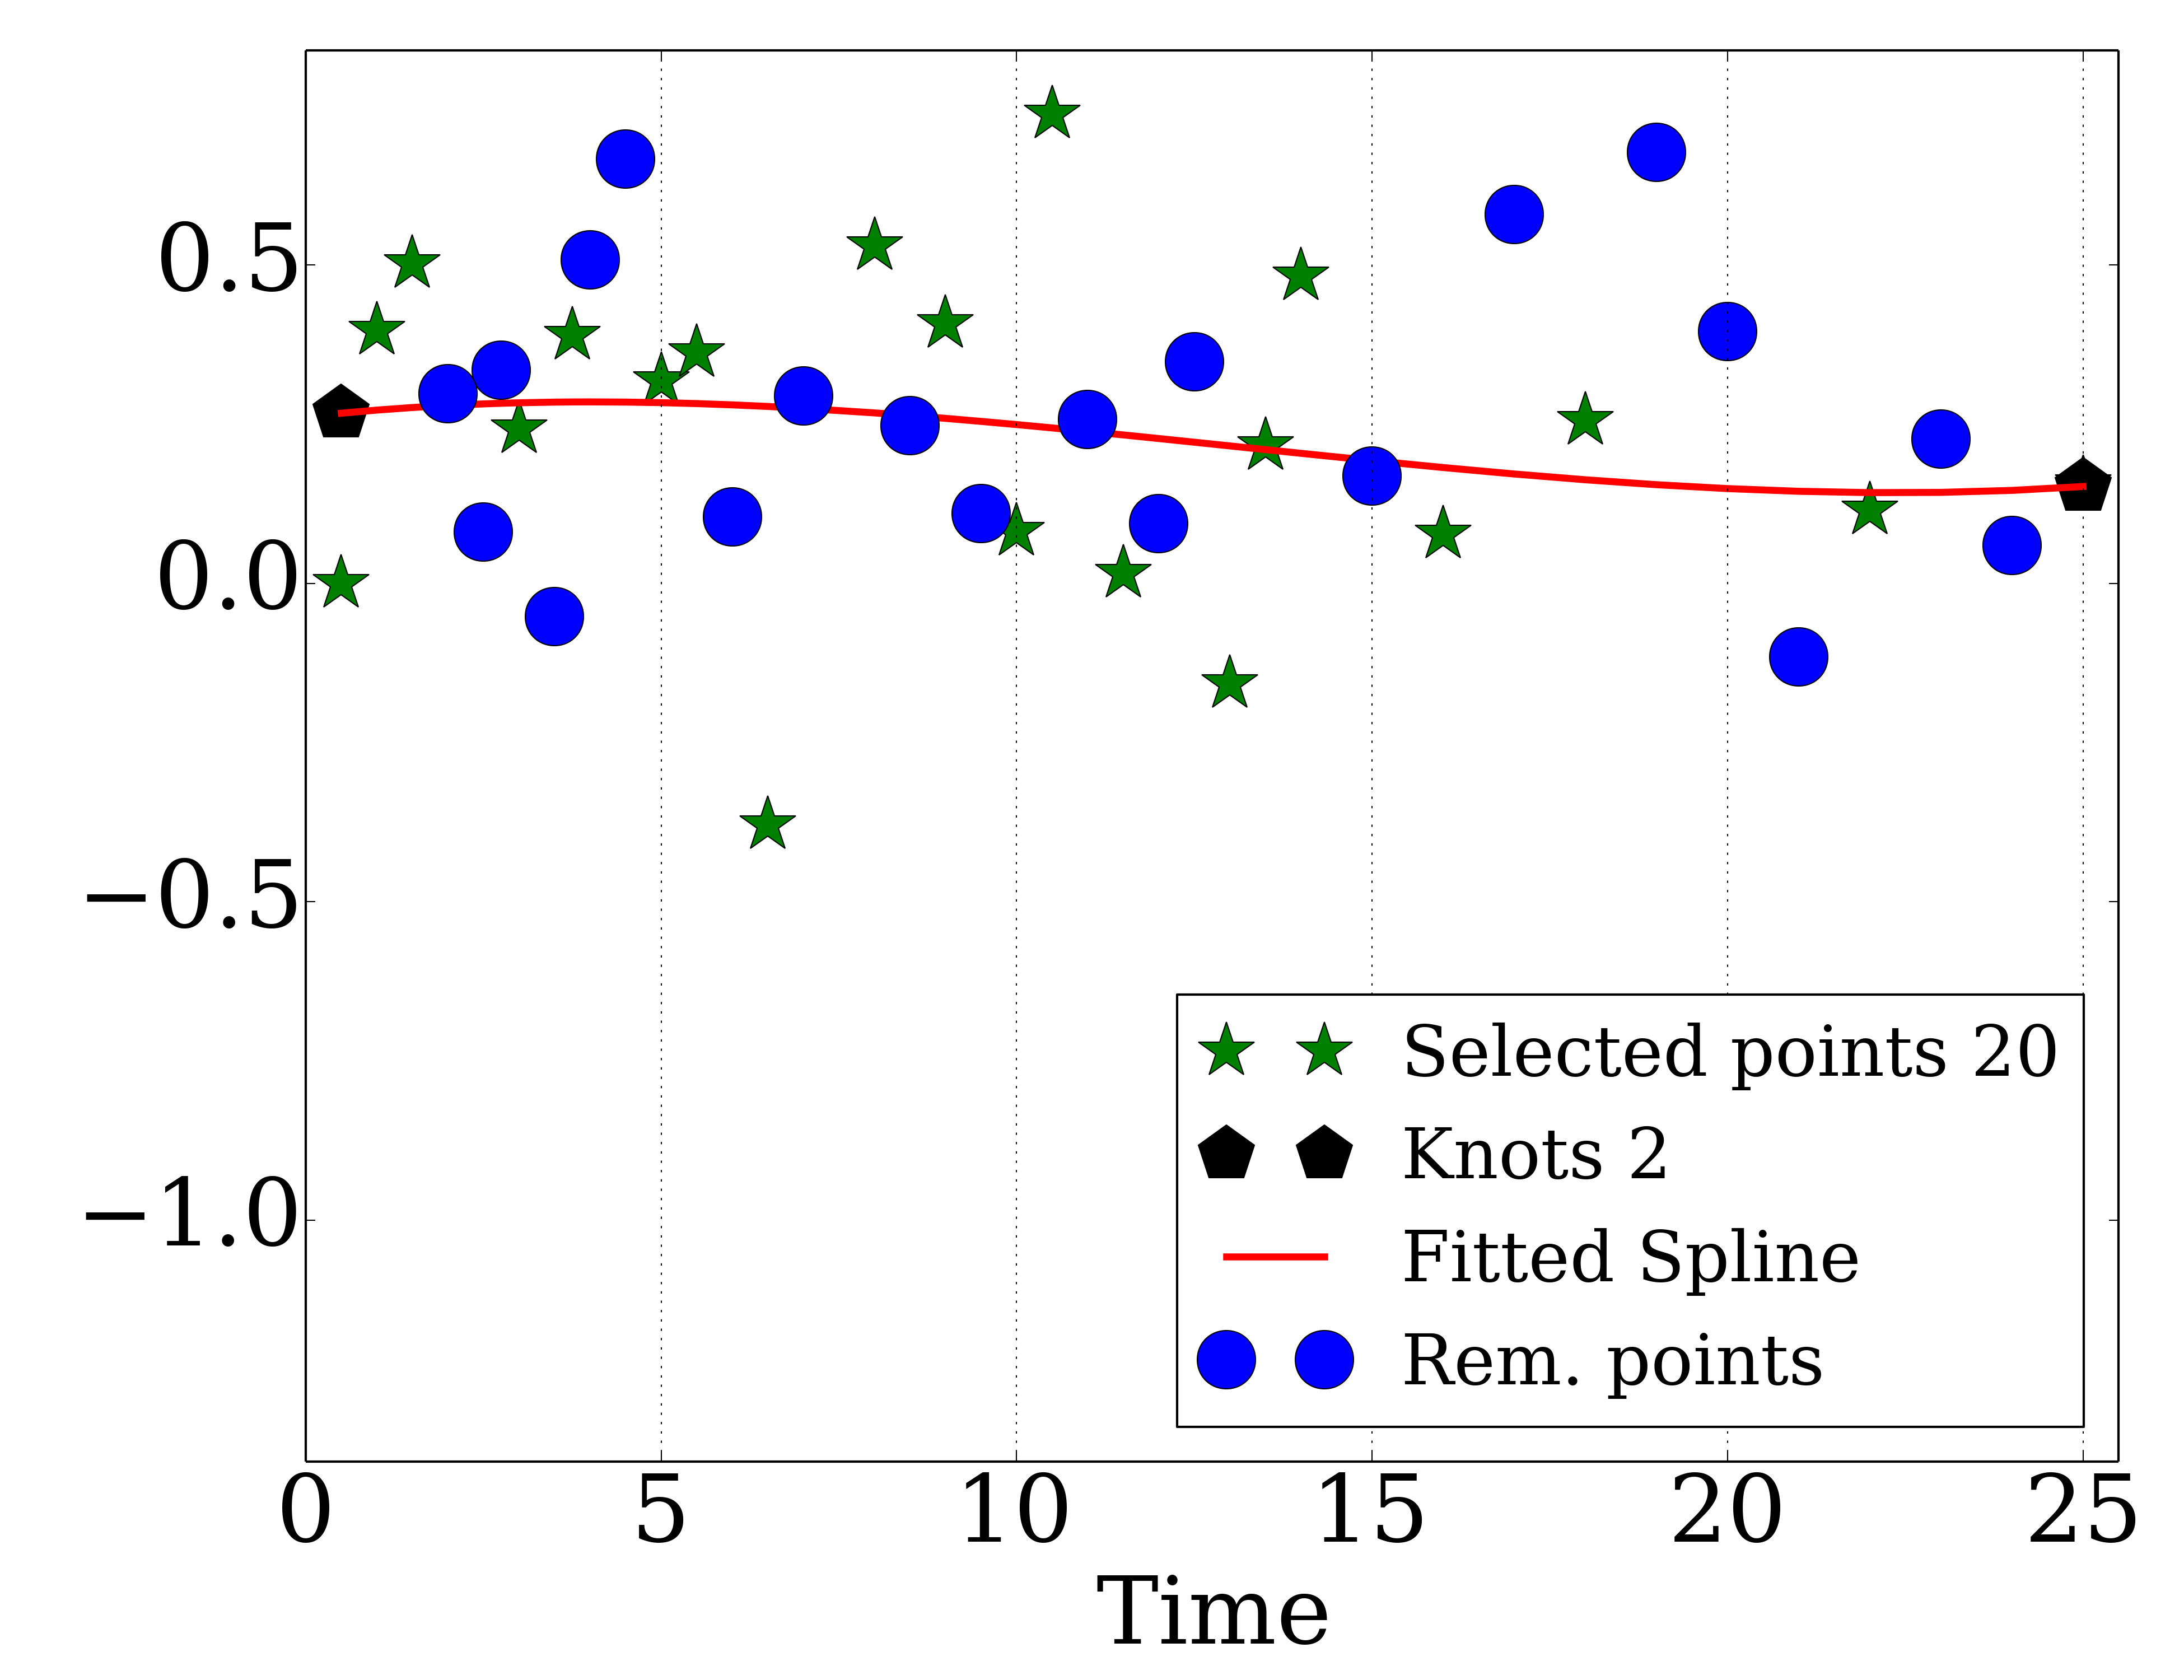 0.5
0.0
−0.5
−1.0
Selected points 20
Knots 2
Fitted Spline
Rem. points
0 5 10 15 20 25
Time